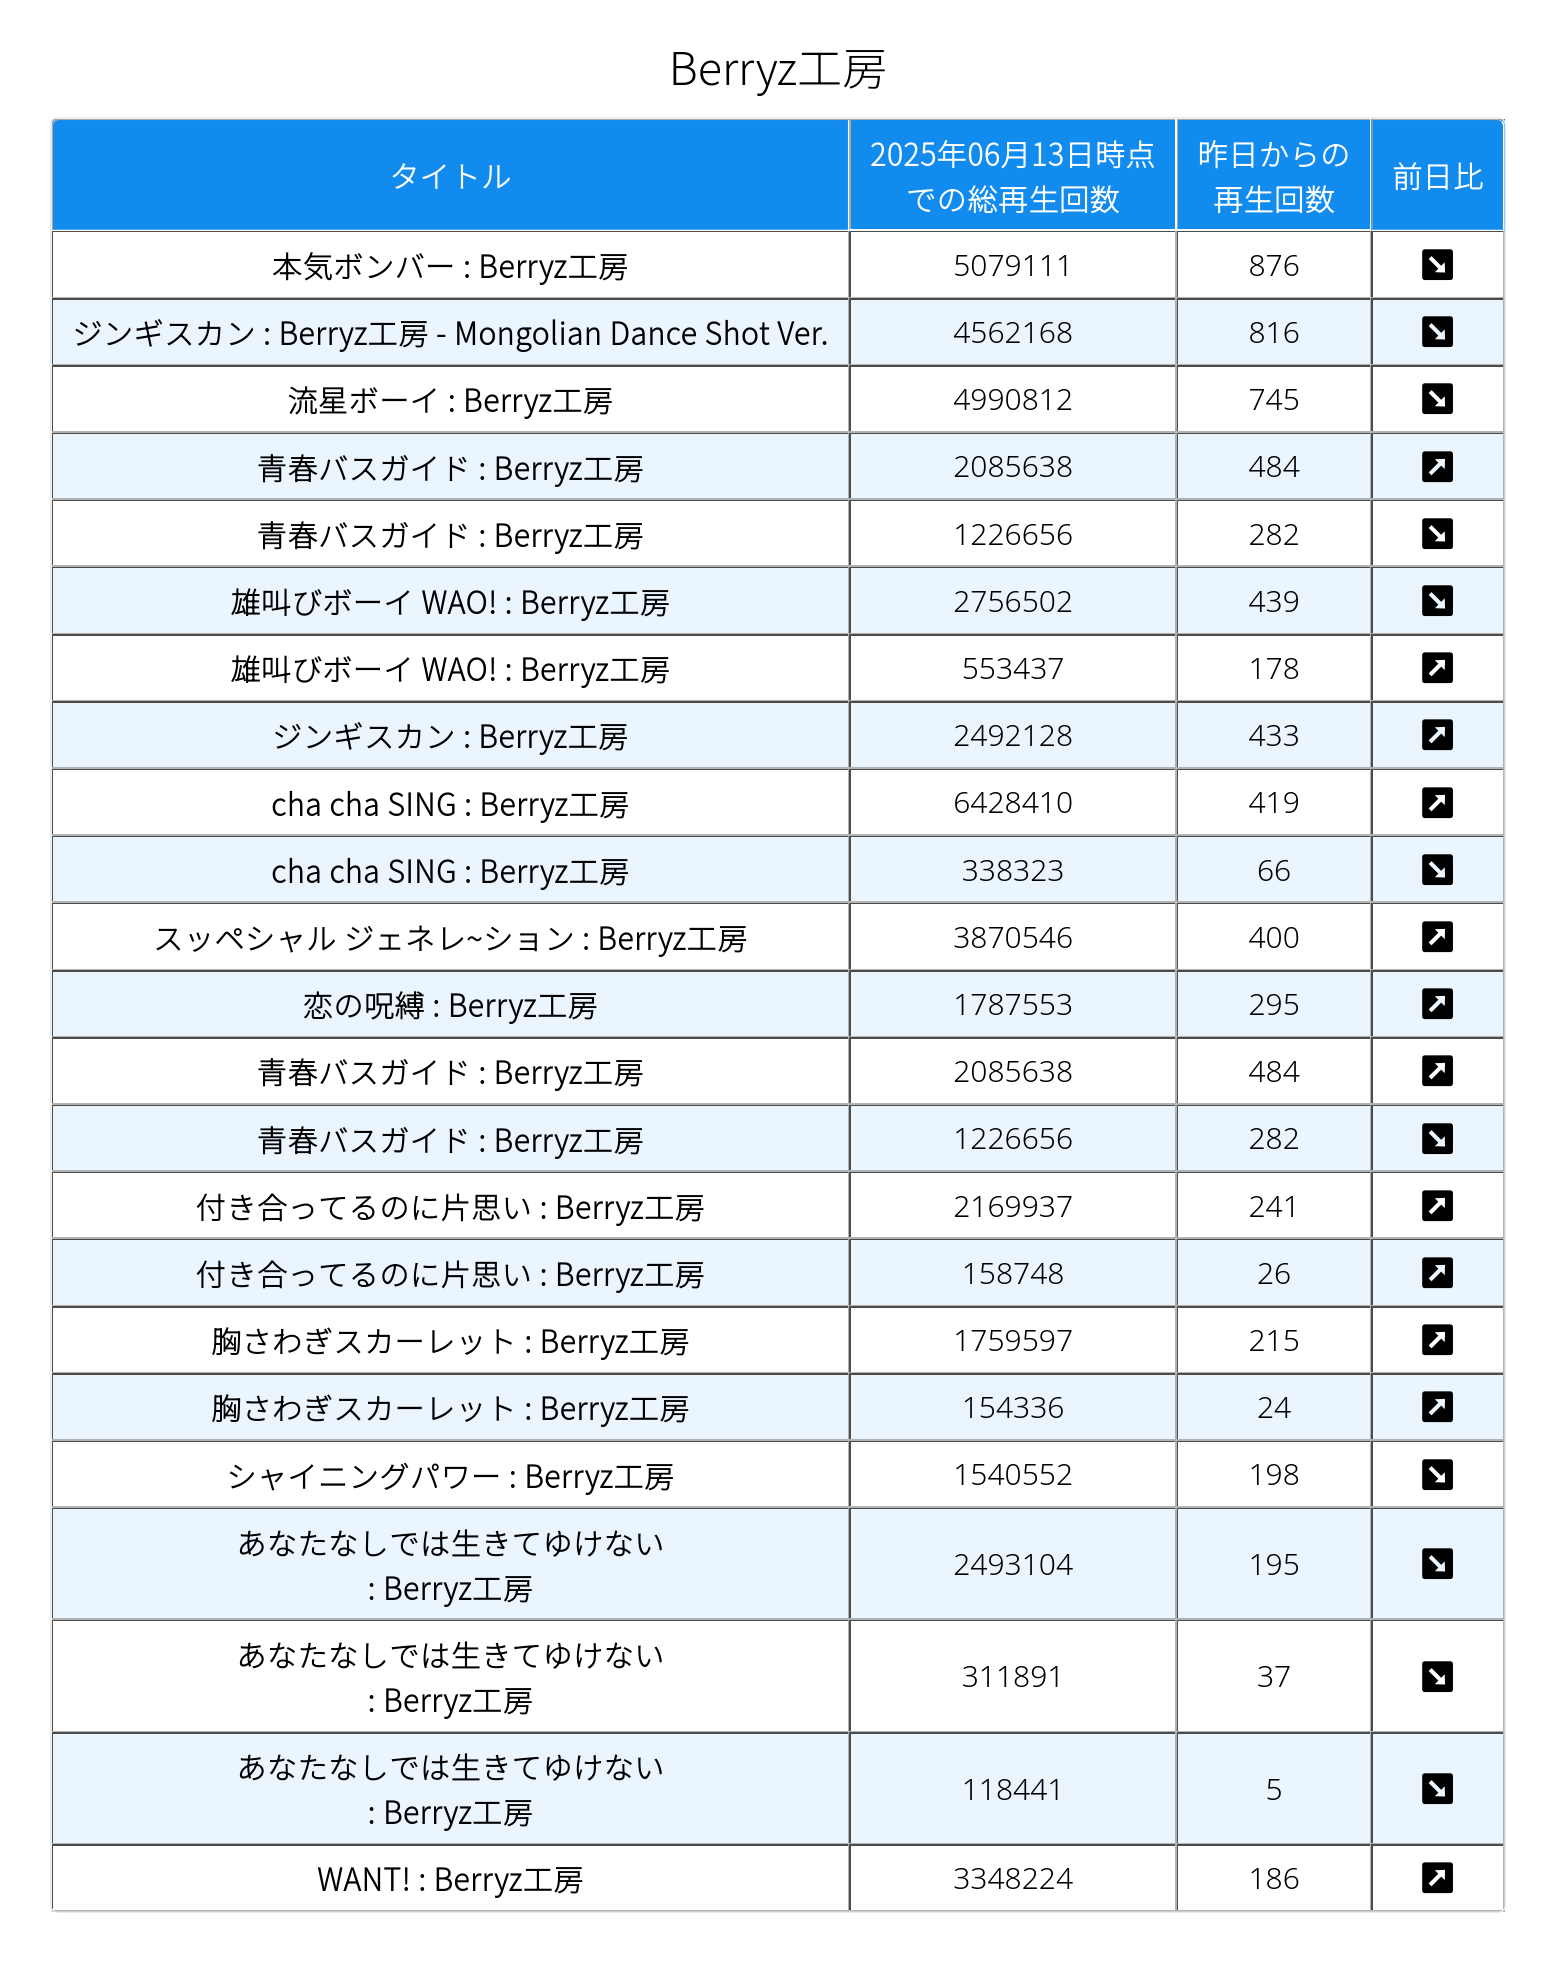 Berryz工房
タイトル
2025年06月13日時点
での総再生回数
昨日からの
再生回数
前日比
本気ボンバー : Berryz工房 5079111 876
ジンギスカン : Berryz工房 - Mongolian Dance Shot Ver. 4562168 816
流星ボーイ : Berryz工房 4990812 745
青春バスガイド : Berryz工房 2085638 484
青春バスガイド : Berryz工房 1226656 282
雄叫びボーイ WAO! : Berryz工房 2756502 439
雄叫びボーイ WAO! : Berryz工房 553437 178
ジンギスカン : Berryz工房 2492128 433
cha cha SING : Berryz工房 6428410 419
cha cha SING : Berryz工房 338323 66
スッペシャル ジェネレ~ション : Berryz工房 3870546 400
恋の呪縛 : Berryz工房 1787553 295
青春バスガイド : Berryz工房 2085638 484
青春バスガイド : Berryz工房 1226656 282
付き合ってるのに片思い : Berryz工房 2169937 241
付き合ってるのに片思い : Berryz工房 158748 26
胸さわぎスカーレット : Berryz工房 1759597 215
胸さわぎスカーレット : Berryz工房 154336 24
シャイニングパワー : Berryz工房 1540552 198
あなたなしでは生きてゆけない
: Berryz工房 2493104 195
あなたなしでは生きてゆけない
: Berryz工房 311891 37
あなたなしでは生きてゆけない
: Berryz工房 118441 5
WANT! : Berryz工房 3348224 186